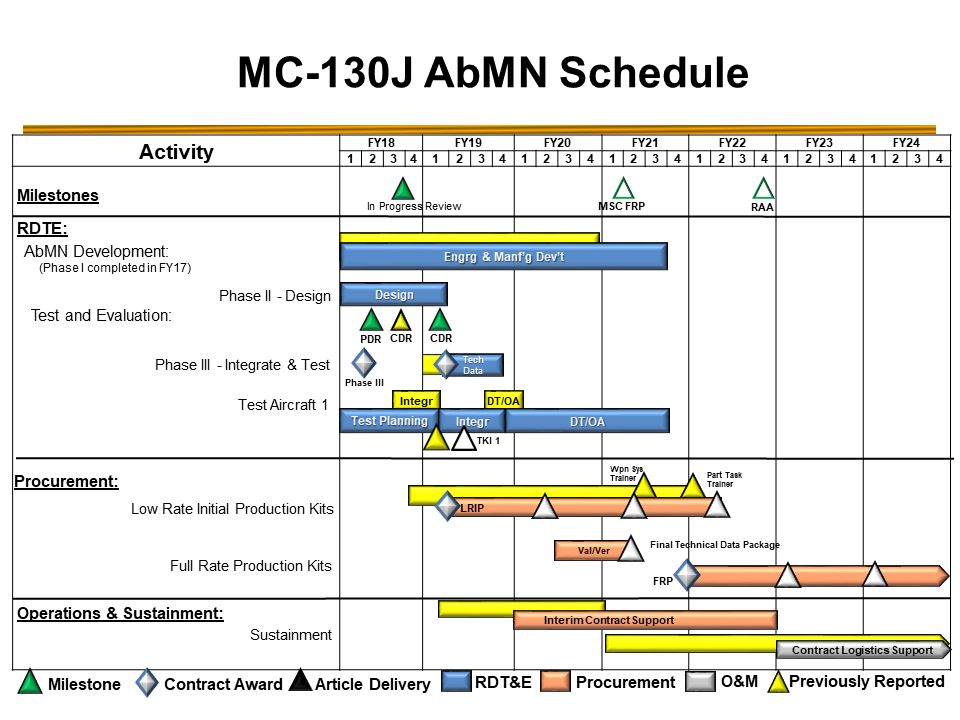 MC-130J AbMN Schedule
Activity
FY18 FY19 FY20 FY21 FY22 FY23 FY24
1 2 3 4 1 2 3 4 1 2 3 4 1 2 3 4 1 2 3 4 1 2 3 4 1 2 3 4
Milestones
In Progress Review
MSC FRP
RAA
RDTE:
AbMN Development:
(Phase I completed in FY17)
Engrg & Manf'g Dev't
Phase II - Design
Design
Test and Evaluation:
PDR
CDR
CDR
Phase III - Integrate & Test
Tech
Data
Phase III
Test Aircraft 1
Integr
DT/OA
Test Planning
Integr
DT/OA
TKI 1
Procurement:
Wpn Sys
Trainer
Part Task
Trainer
Low Rate Initial Production Kits
LRIP
Val/Ver
Final Technical Data Package
Full Rate Production Kits
FRP
Operations & Sustainment:
Interim Contract Support
Sustainment
Contract Logistics Support
Milestone
Contract Award
Article Delivery
RDT&E
Procurement
O&M
Previously Reported